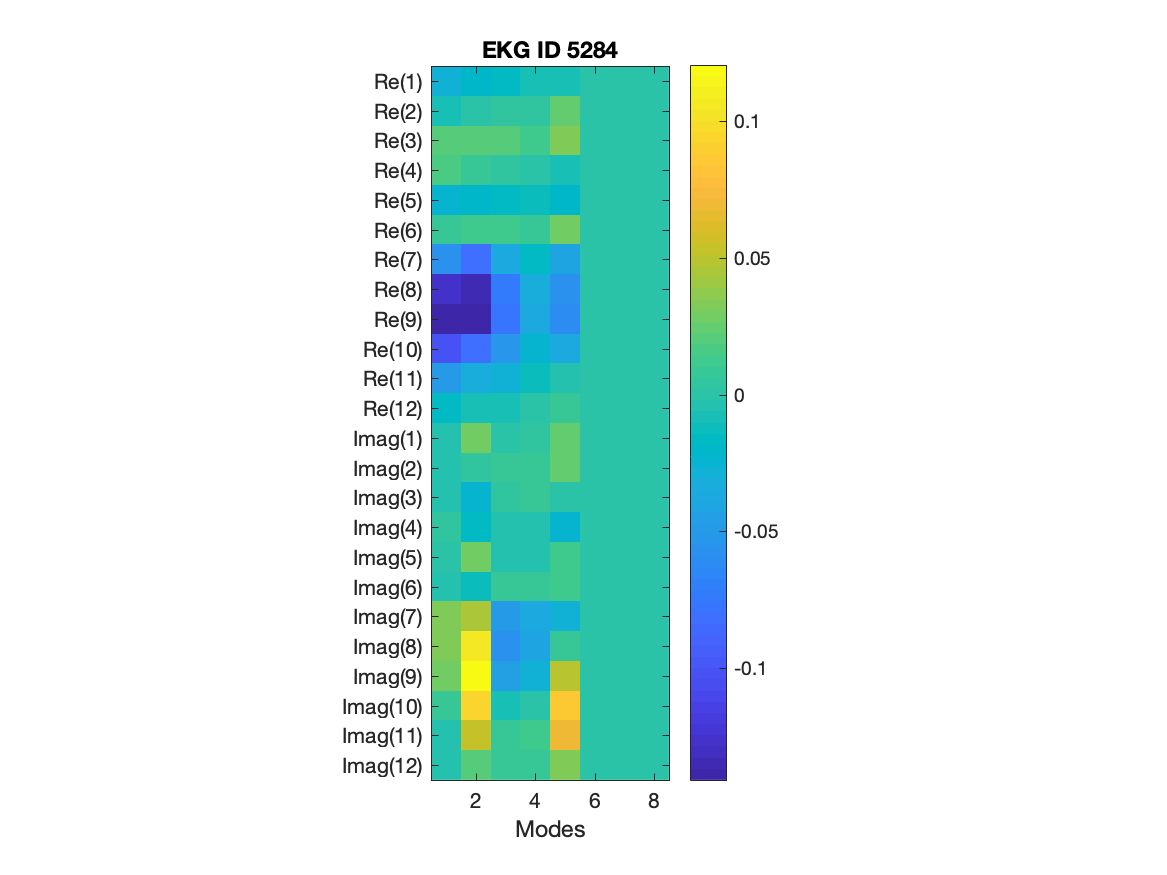 EKG ID 5284
Re(1)
Re(2)
Re(3)
Re(4)
Re(5)
Re(6)
Re(7)
Re(8)
Re(9)
Re(10)
Re(11)
Re(12)
Imag(1)
Imag(2)
Imag(3)
Imag(4)
Imag(5)
Imag(6)
Imag(7)
Imag(8)
Imag(9)
Imag(10)
Imag(11)
Imag(12)
2 4 6 8
Modes
0.1
0.05
0
-0.05
-0.1